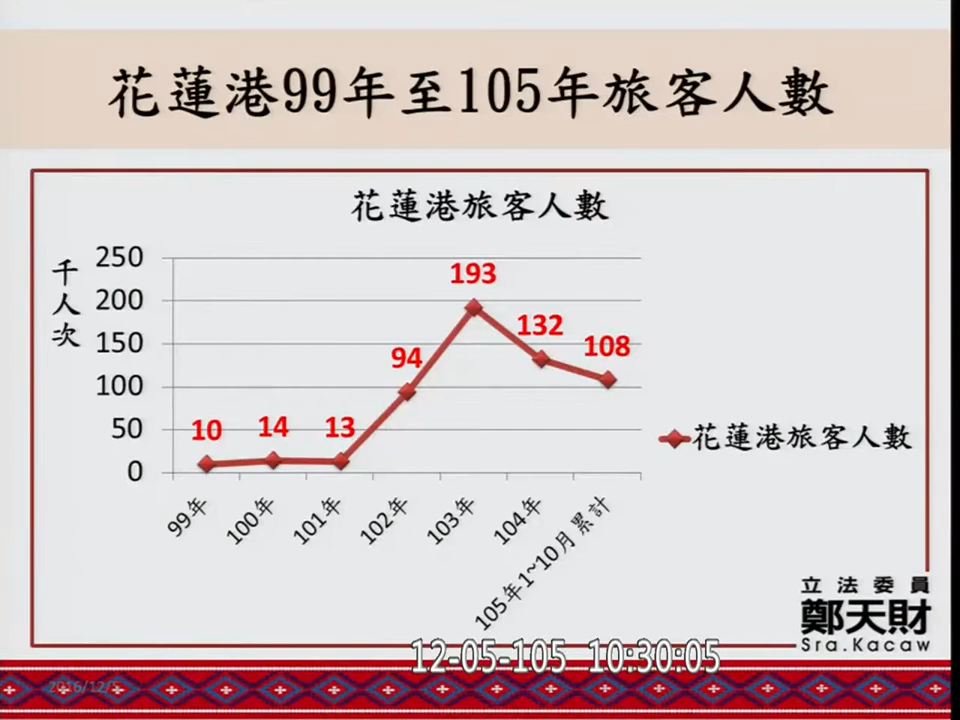 花蓮港99年至105年旅客人數
花蓮港旅客人數
千人次
250
200
150
100
50
0
10
14
13
94
193
132
108
99年
100年
101年
102年
103年
104年
105年1~10月累計
花蓮港旅客人數
立法委員
鄭天財
Sra.Kacaw
12-05-105 10:30:05
2016/12/5